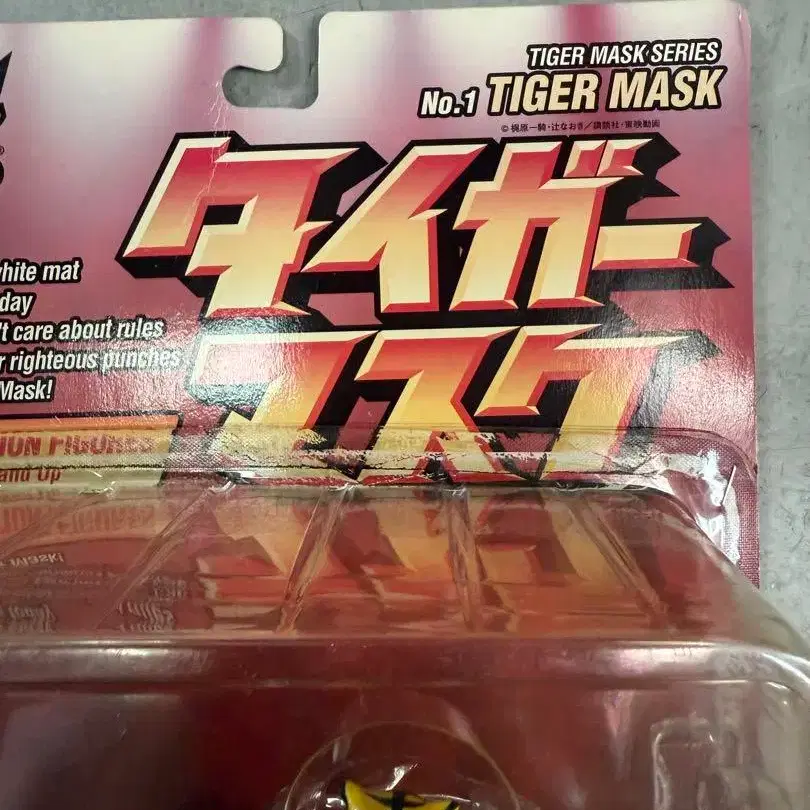 TIGER MASK SERIES
No.1 TIGER MASK
©梶原一騎・辻なおき/講談社・東映動画
タイガー
マスク
white mat
day
't care about rules
r righteous punches
Mask!
ION FIGURES
and Up